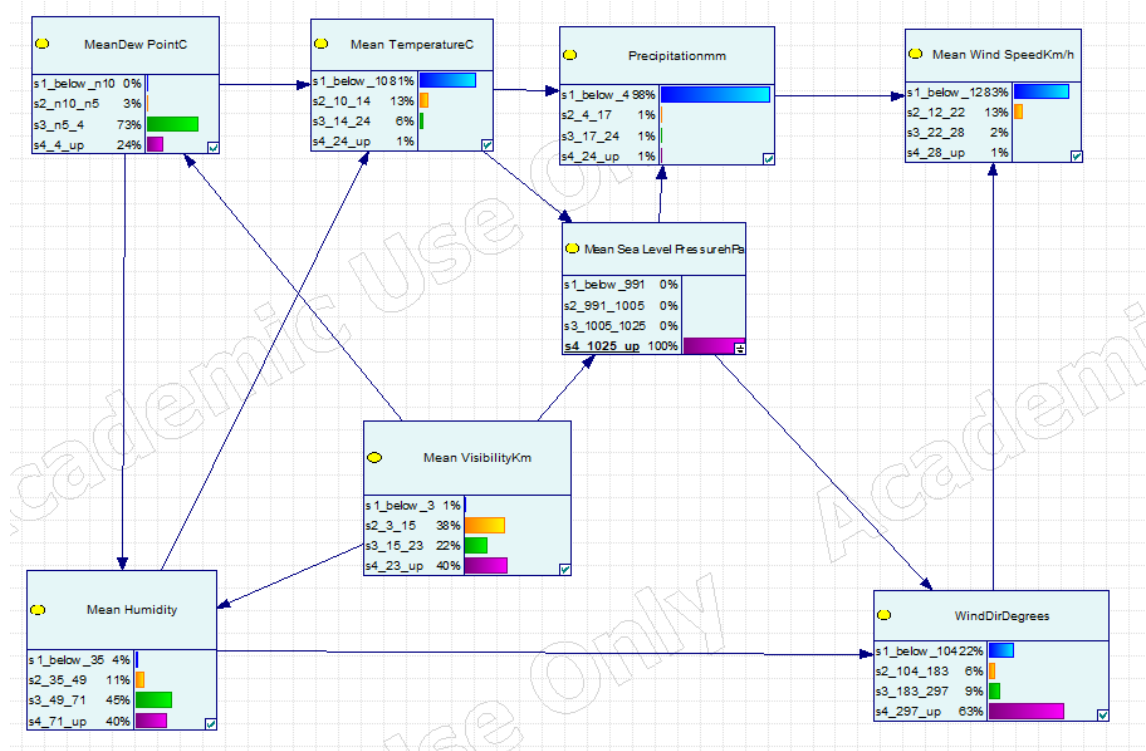 MeanDew PointC
s1_below_n10 0%
s2_n10_n5 3%
s3_n5_4 73%
s4_4_up 24%
Mean TemperatureC
s1_below_10 81%
s2_10_14 13%
s3_14_24 6%
s4_24_up 1%
Precipitationmm
s1_below_4 98%
s2_4_17 1%
s3_17_24 1%
s4_24_up 1%
Mean Wind SpeedKm/h
s1_below_12 83%
s2_12_22 13%
s3_22_28 2%
s4_28_up 1%
Mean Sea Level PressurehPa
s1_below_991 0%
s2_991_1005 0%
s3_1005_1025 0%
s4_1025_up 100%
Mean VisibilityKm
s1_below_3 1%
s2_3_15 38%
s3_15_23 22%
s4_23_up 40%
Mean Humidity
s1_below_35 4%
s2_35_49 11%
s3_49_71 45%
s4_71_up 40%
WindDirDegrees
s1_below_104 22%
s2_104_183 6%
s3_183_297 9%
s4_297_up 63%
Academic Use On
Academi
Use Only